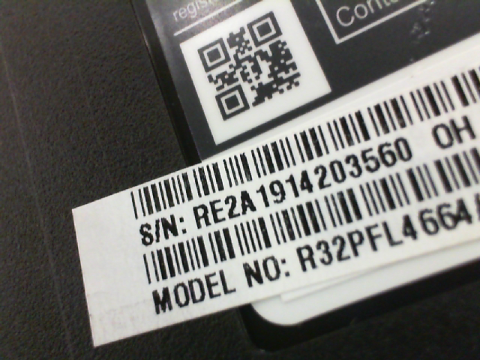 S/N: RE2A1914203560 OH
MODEL NO: R32PFL4664/